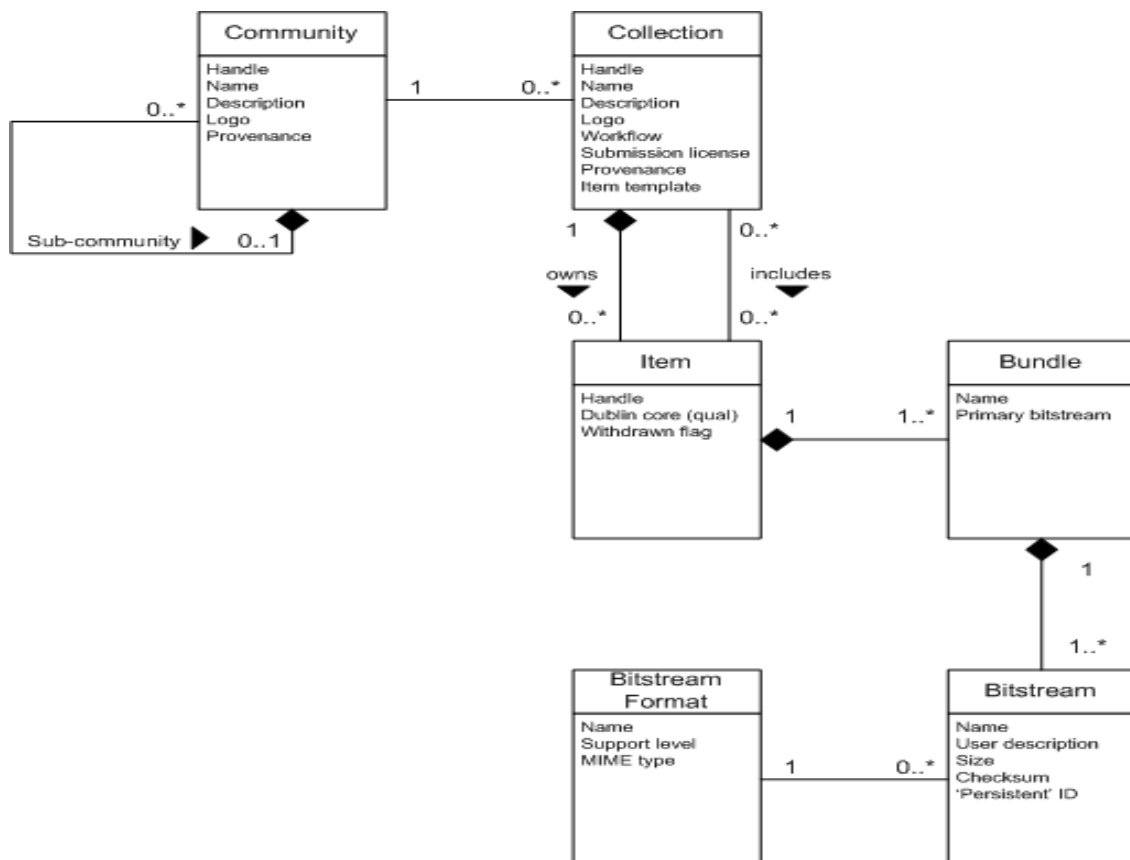 Community
Handle
Name
Description
Logo
Provenance
0..*
Sub-community
0..1
1
0..*
Collection
Handle
Name
Description
Logo
Workflow
Submission license
Provenance
Item template
1
0..*
owns
includes
0..*
0..*
Item
Handle
Dublin core (qual)
Withdrawn flag
1
1..*
Bundle
Name
Primary bitstream
1
1..*
Bitstream
Format
Name
Support level
MIME type
1
0..*
Bitstream
Name
User description
Size
Checksum
‘Persistent’ ID